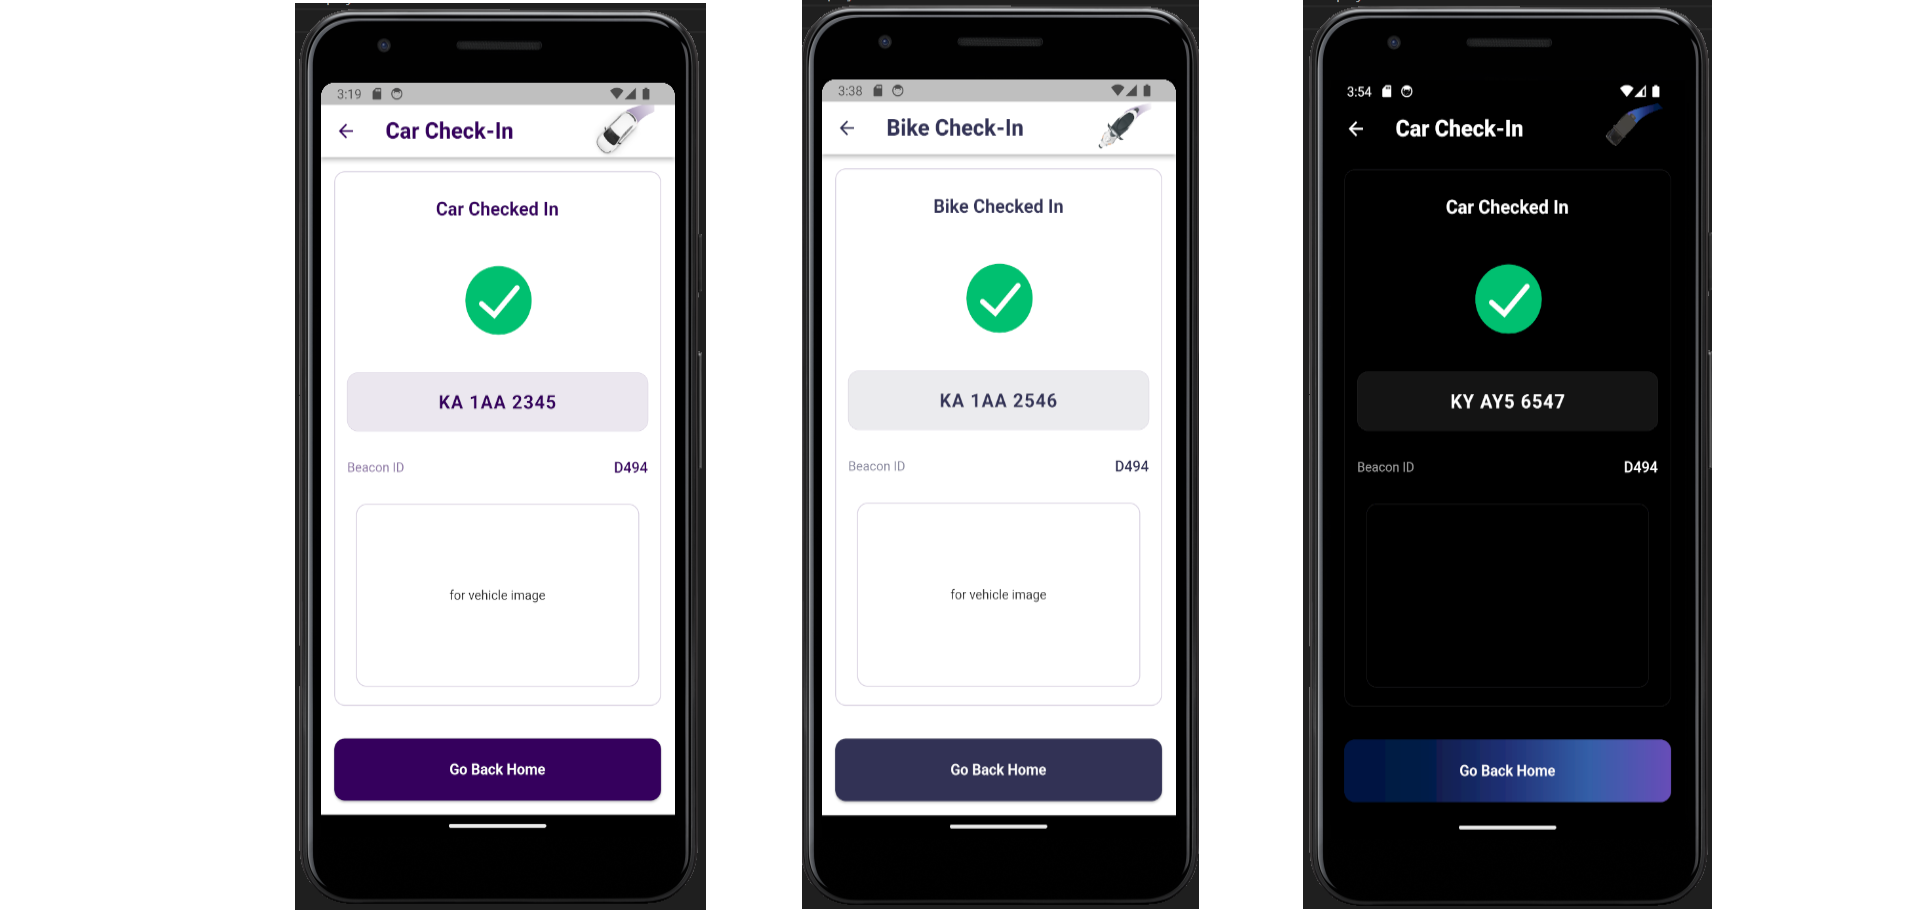 3:19
Car Check-In
Car Checked In
KA 1AA 2345
Beacon ID D494
for vehicle image
Go Back Home
3:38
Bike Check-In
Bike Checked In
KA 1AA 2546
Beacon ID D494
for vehicle image
Go Back Home
3:54
Car Check-In
Car Checked In
KY AY5 6547
Beacon ID D494
Go Back Home